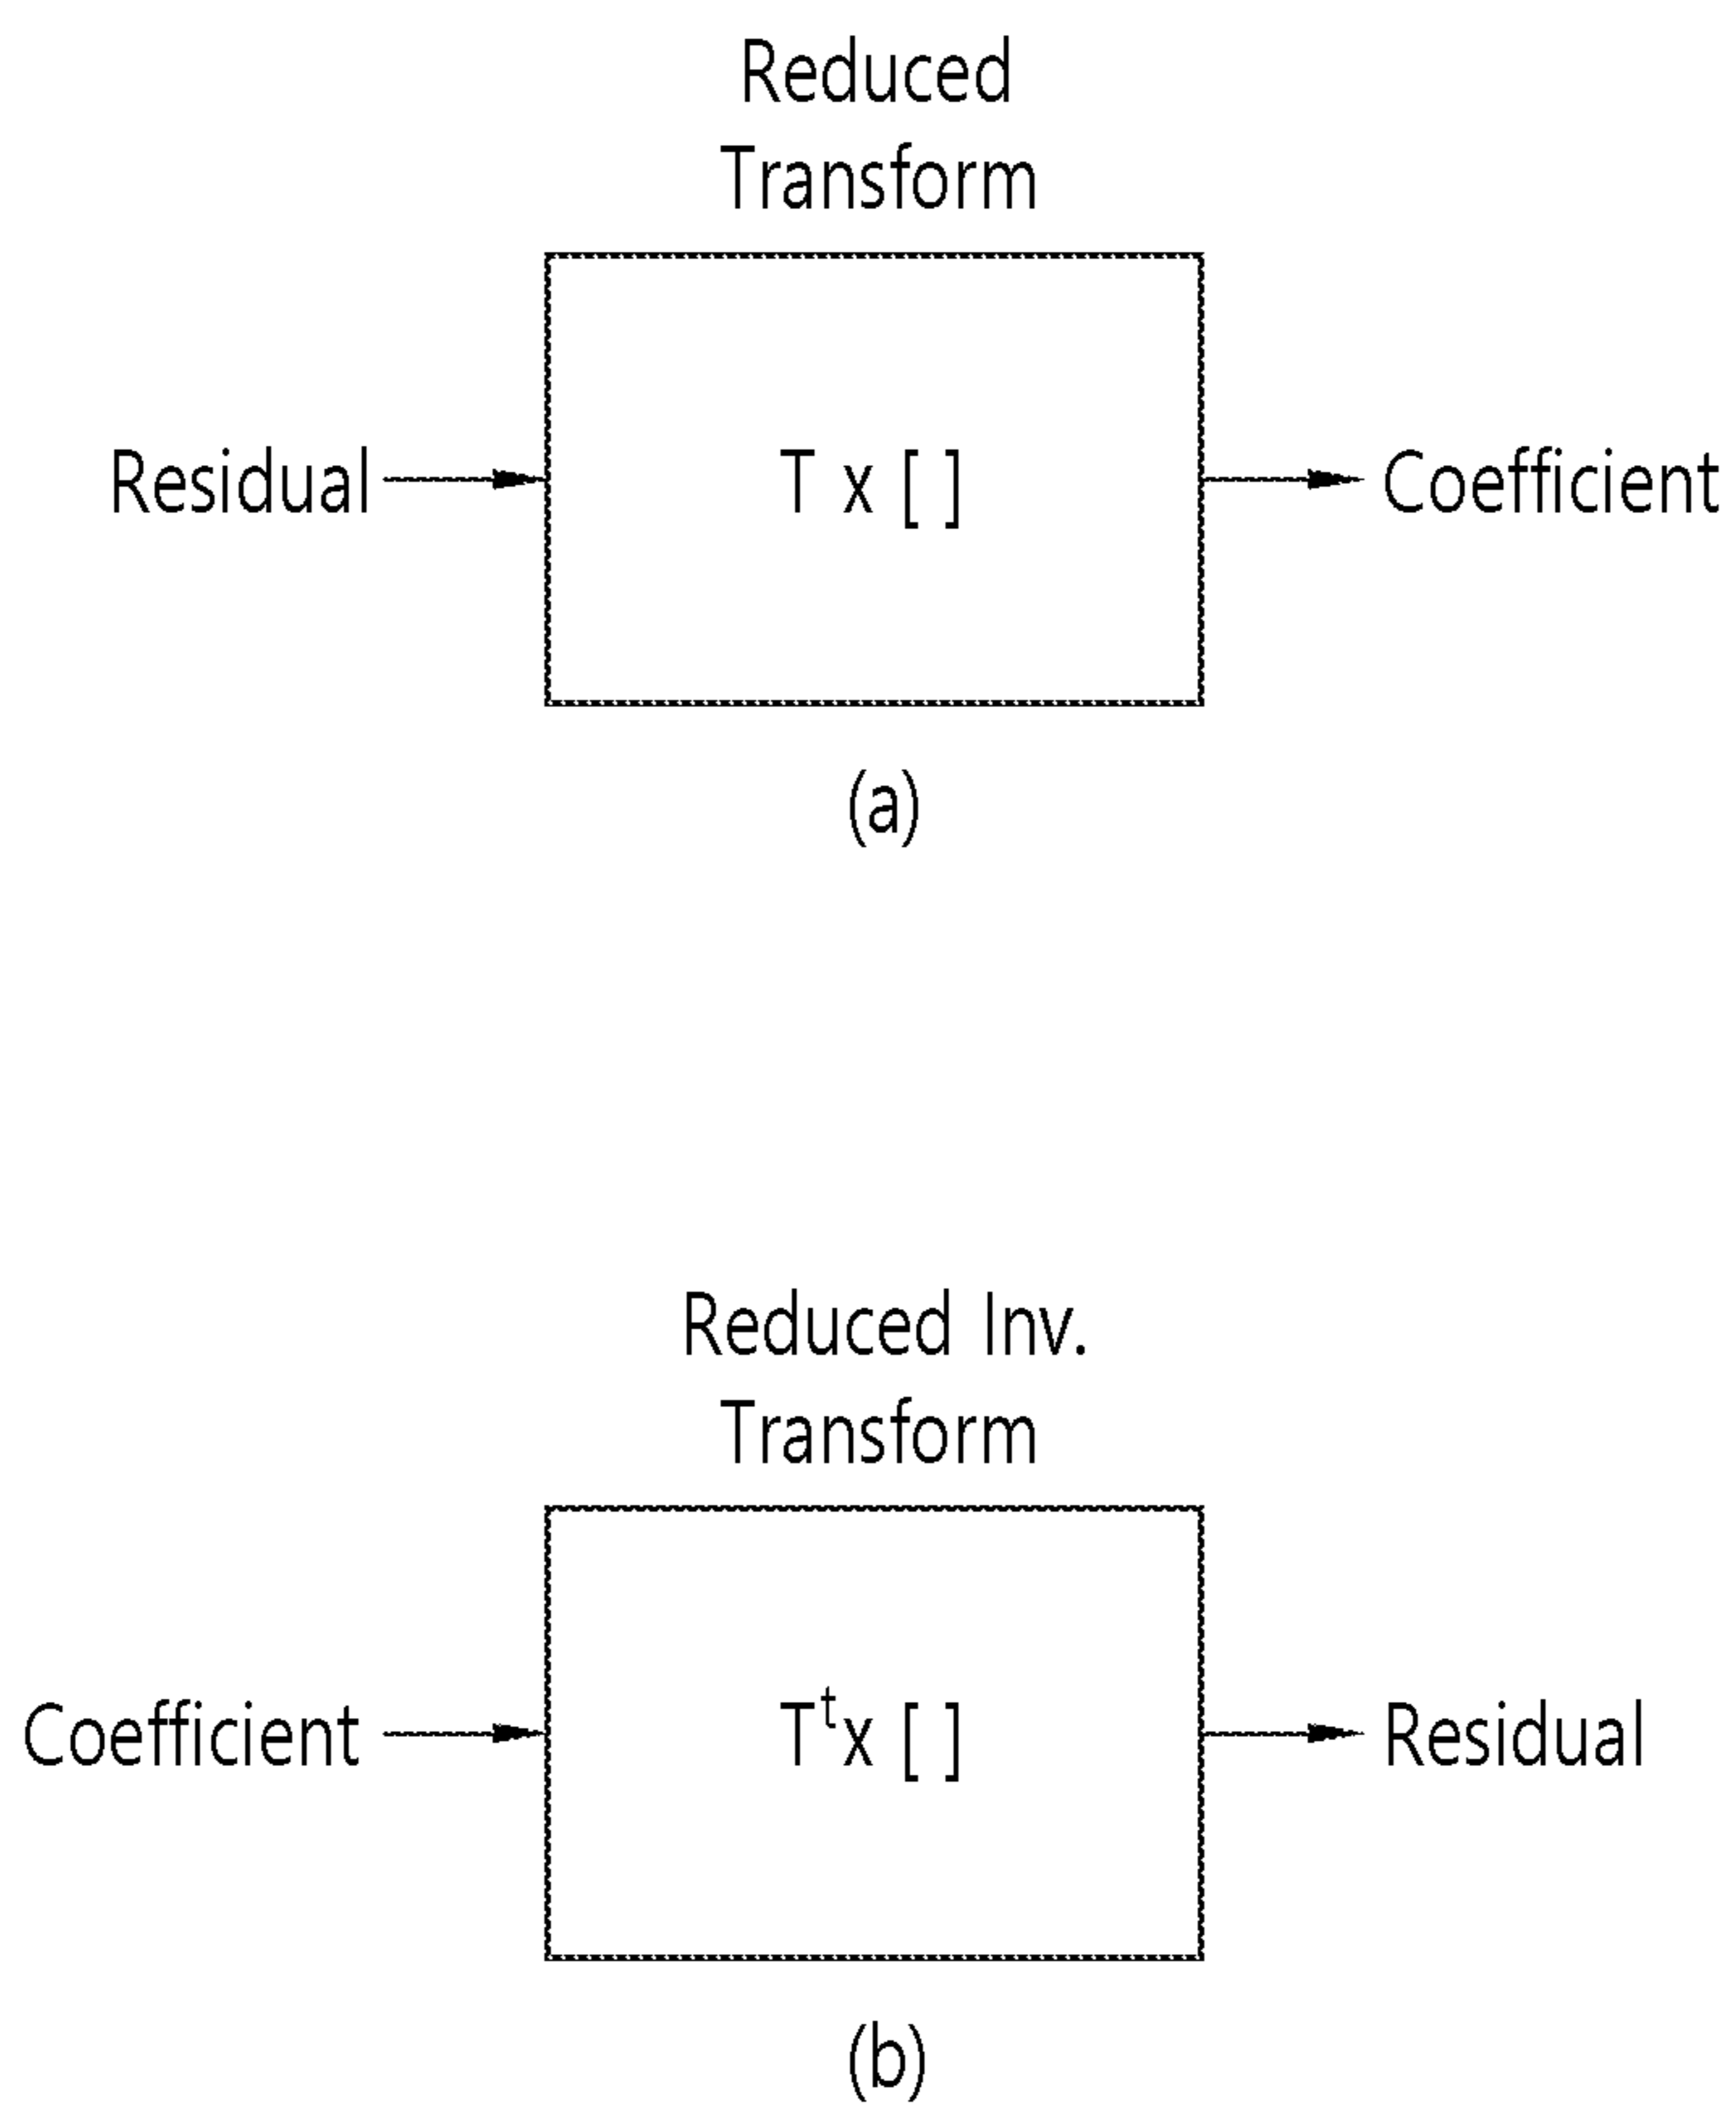 Reduced
Transform
Residual
T x [ ]
Coefficient
(a)
Reduced Inv.
Transform
Coefficient
Tᵗx [ ]
Residual
(b)